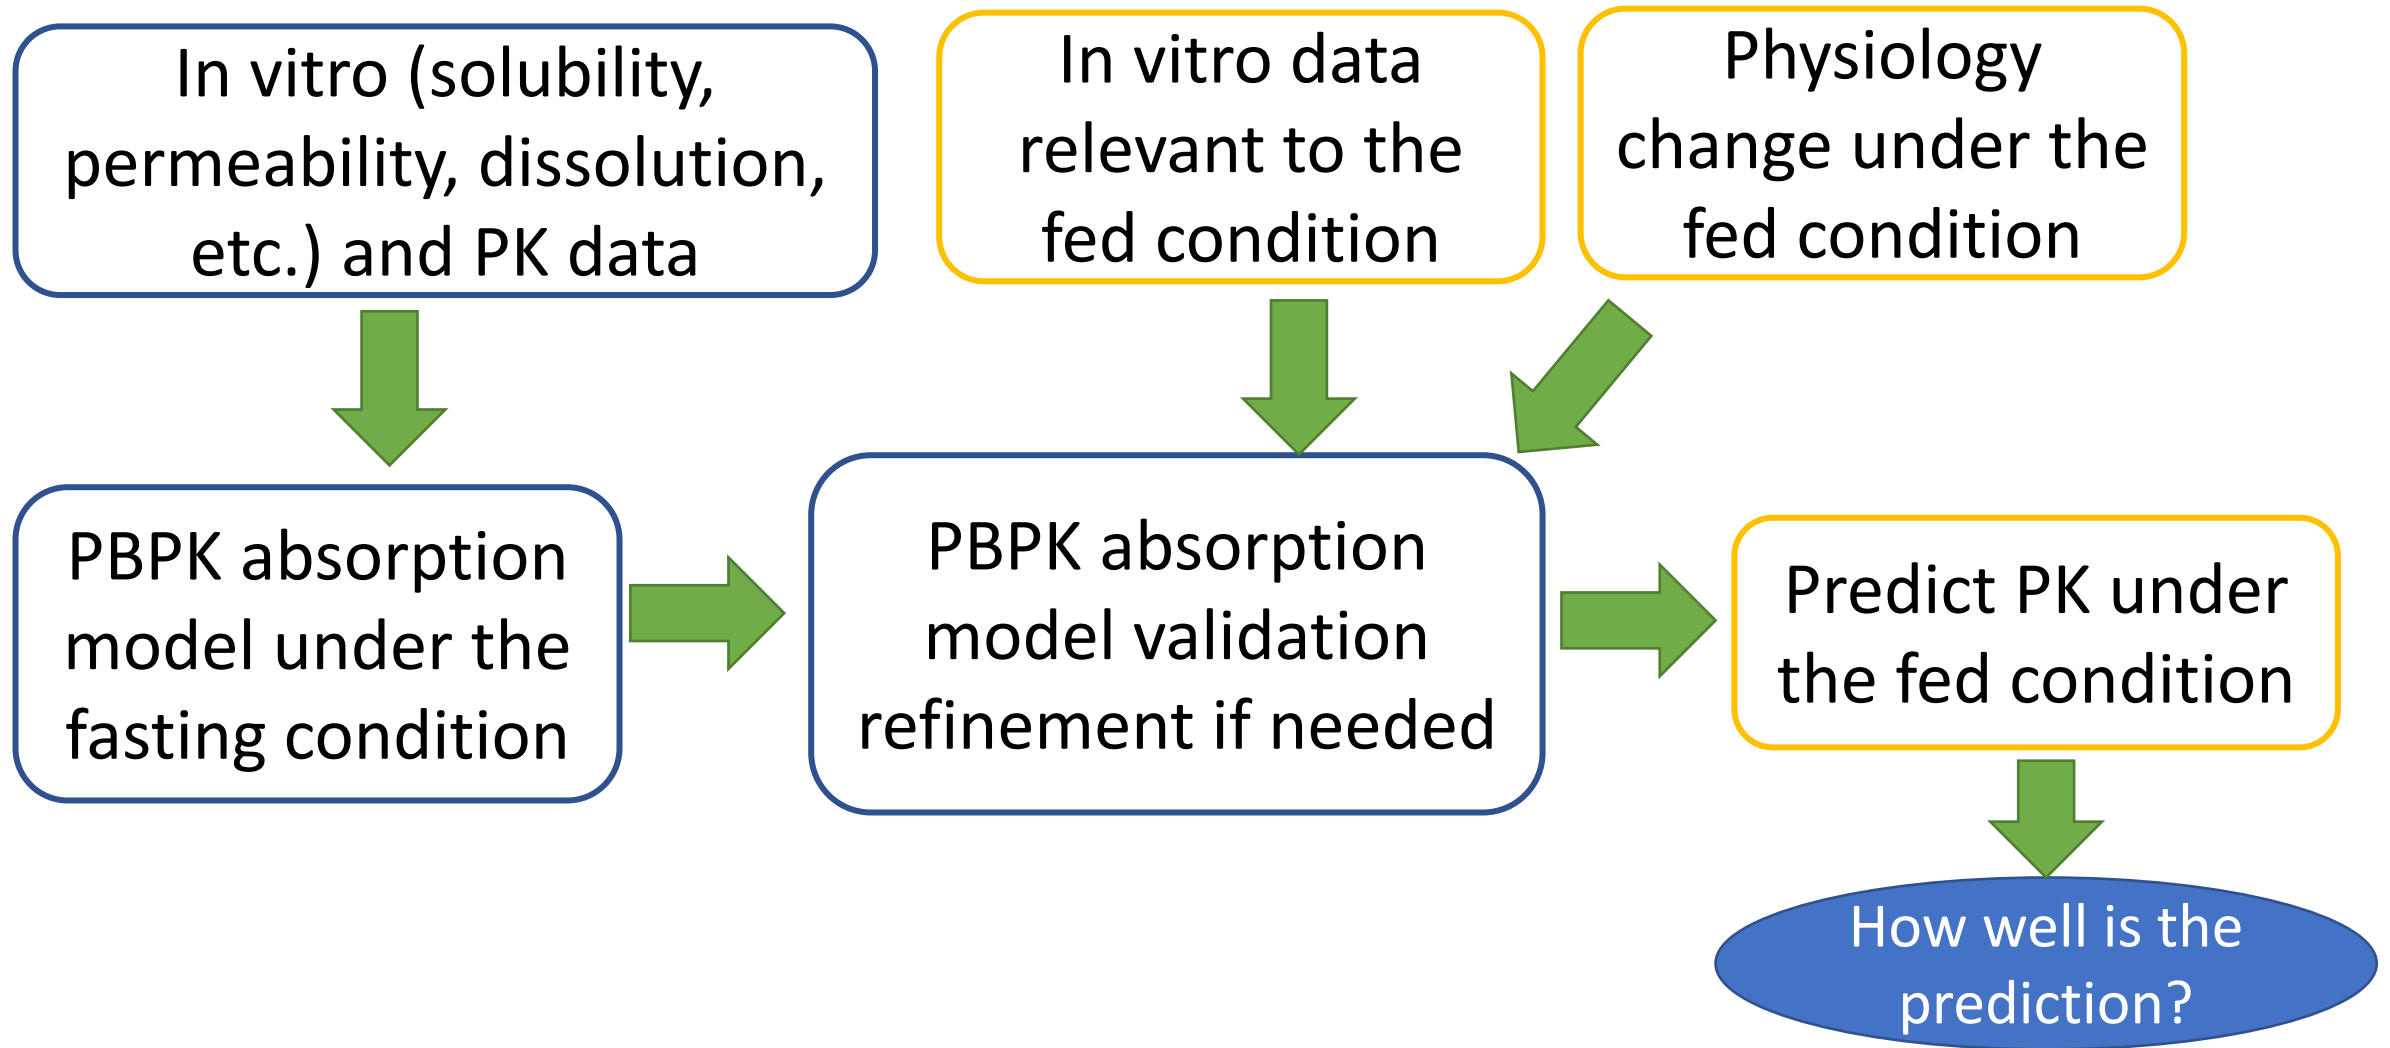 In vitro (solubility,
permeability, dissolution,
etc.) and PK data
In vitro data
relevant to the
fed condition
Physiology
change under the
fed condition
PBPK absorption
model under the
fasting condition
PBPK absorption
model validation
refinement if needed
Predict PK under
the fed condition
How well is the
prediction?